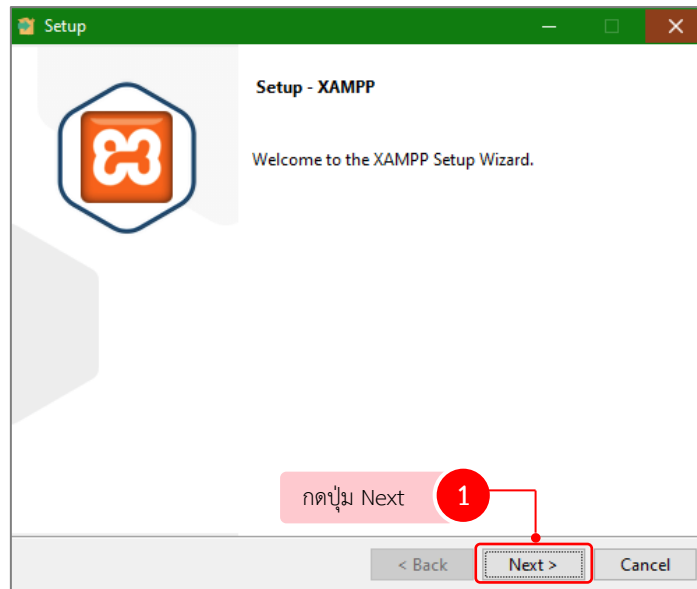 Setup
Setup - XAMPP
Welcome to the XAMPP Setup Wizard.
กดปุ่ม Next 1
< Back Next > Cancel